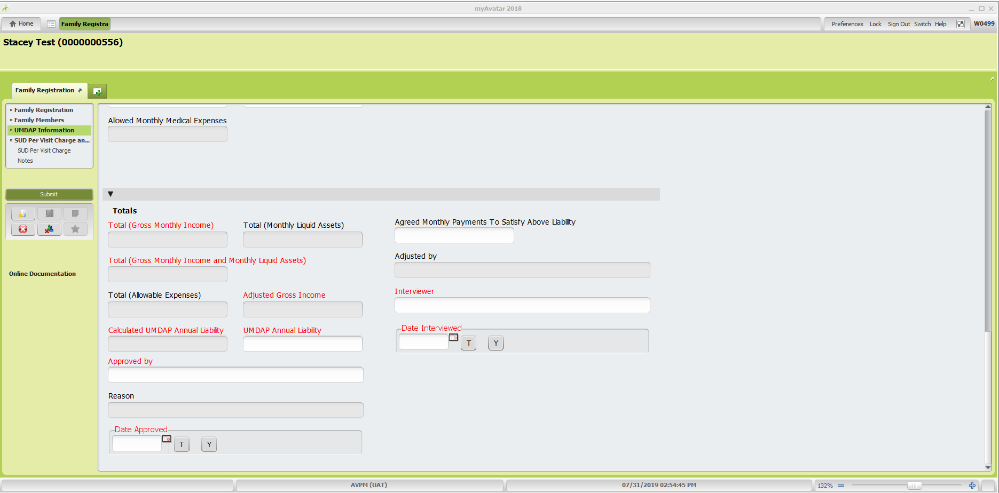 myAvatar 2018
Home
Family Registra
Preferences Lock Sign Out Switch Help
W0499
Stacey Test (0000000556)
Family Registration
Family Registration
Family Members
UMDAP Information
SUD Per Visit Charge an...
SUD Per Visit Charge
Notes
Submit
Online Documentation
Allowed Monthly Medical Expenses
▼
Totals
Total (Gross Monthly Income)
Total (Monthly Liquid Assets)
Total (Gross Monthly Income and Monthly Liquid Assets)
Total (Allowable Expenses)
Adjusted Gross Income
Calculated UMDAP Annual Liability
UMDAP Annual Liability
Approved by
Reason
Date Approved
T
Y
Agreed Monthly Payments To Satisfy Above Liability
Adjusted by
Interviewer
Date Interviewed
T
Y
AVPM (UAT)
07/31/2019 02:54:45 PM
132%